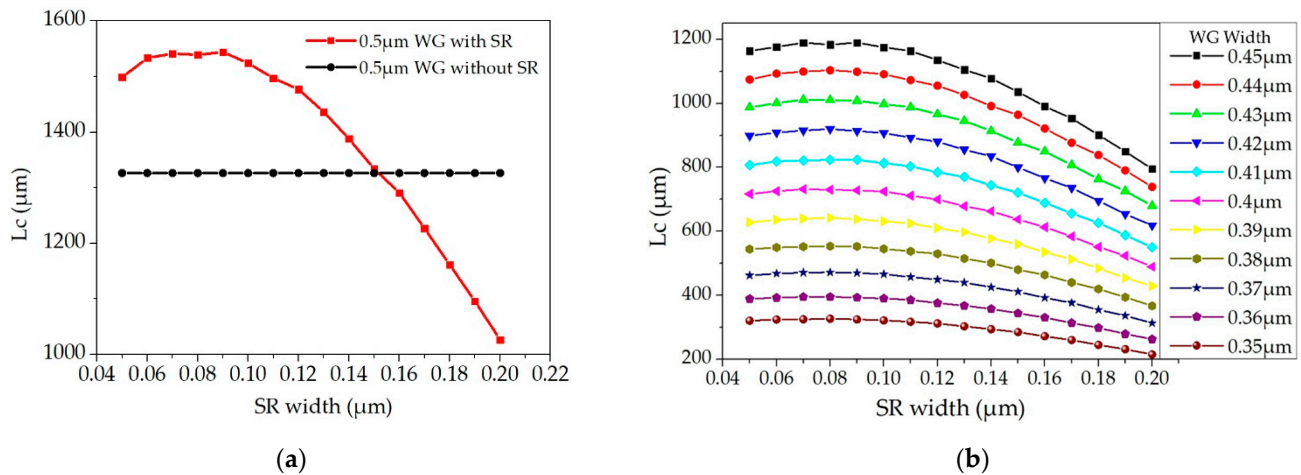 1600
1400
1200
1000
Lc (µm)
0.5µm WG with SR
0.5µm WG without SR
0.04 0.06 0.08 0.10 0.12 0.14 0.16 0.18 0.20 0.22
SR width (µm)
(a)
1200
1000
800
600
400
200
Lc (µm)
0.04 0.06 0.08 0.10 0.12 0.14 0.16 0.18 0.20
SR width (µm)
WG Width
0.45µm
0.44µm
0.43µm
0.42µm
0.41µm
0.4µm
0.39µm
0.38µm
0.37µm
0.36µm
0.35µm
(b)